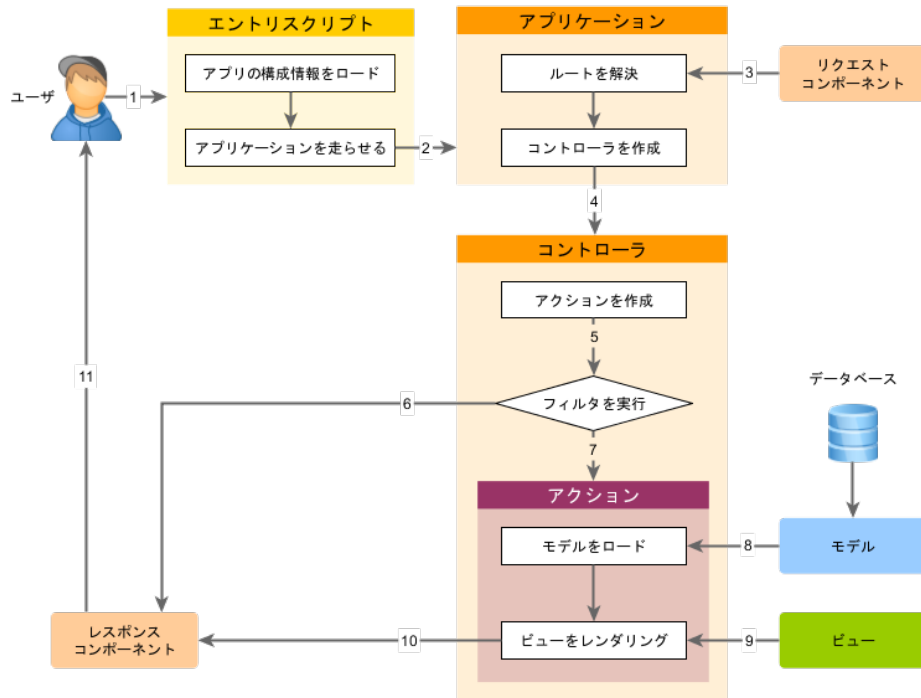 エントリスクリプト
アプリケーション
アプリの構成情報をロード
ルートを解決
3
リクエスト
コンポーネント
ユーザ
1
アプリケーションを走らせる
2
コントローラを作成
4
コントローラ
アクションを作成
5
11
データベース
6
フィルタを実行
7
アクション
モデルをロード
8
モデル
レスポンス
コンポーネント
10
ビューをレンダリング
9
ビュー